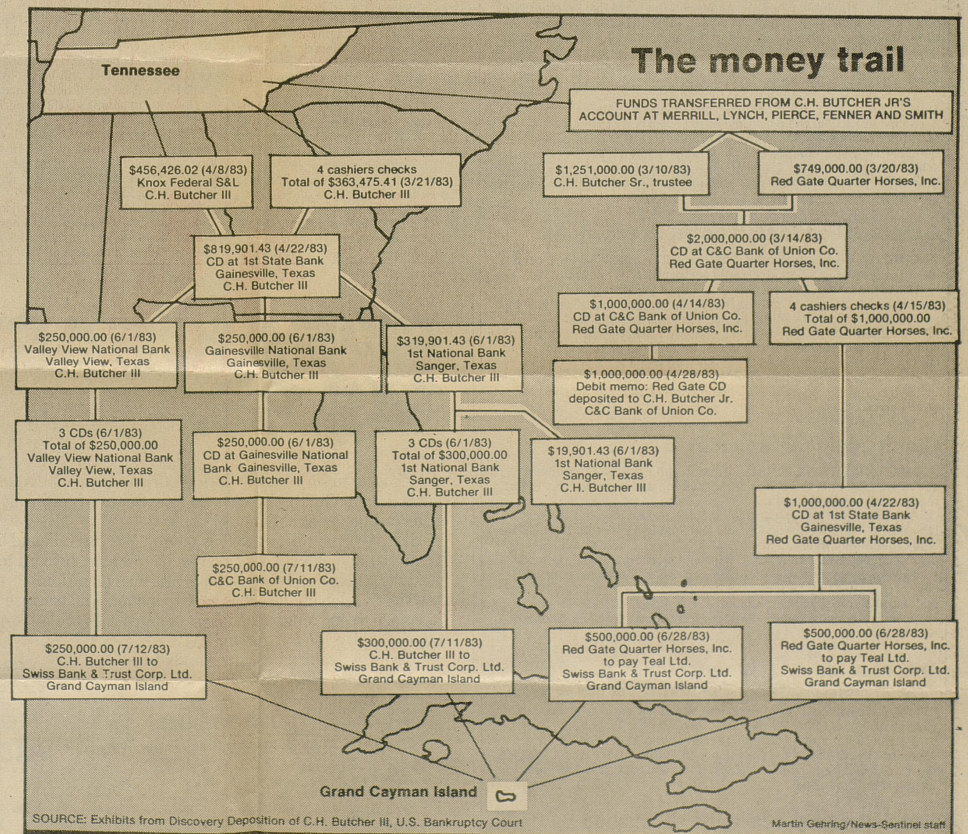 The money trail
Tennessee
FUNDS TRANSFERRED FROM C.H. BUTCHER JR'S
ACCOUNT AT MERRILL, LYNCH, PIERCE, FENNER AND SMITH
$456,426.02 (4/8/83)
Knox Federal S&L
C.H. Butcher III
4 cashiers checks
Total of $363,475.41 (3/21/83)
C.H. Butcher III
$1,251,000.00 (3/10/83)
C.H. Butcher Sr., trustee
$749,000.00 (3/20/83)
Red Gate Quarter Horses, Inc.
$819,901.43 (4/22/83)
CD at 1st State Bank
Gainesville, Texas
C.H. Butcher III
$2,000,000.00 (3/14/83)
CD at C&C Bank of Union Co.
Red Gate Quarter Horses, Inc.
$1,000,000.00 (4/14/83)
CD at C&C Bank of Union Co.
Red Gate Quarter Horses, Inc.
4 cashiers checks (4/15/83)
Total of $1,000,000.00
Red Gate Quarter Horses, Inc.
$250,000.00 (6/1/83)
Valley View National Bank
Valley View, Texas
C.H. Butcher III
$250,000.00 (6/1/83)
Gainesville National Bank
Gainesville, Texas
C.H. Butcher III
$319,901.43 (6/1/83)
1st National Bank
Sanger, Texas
C.H. Butcher III
$1,000,000.00 (4/28/83)
Debit memo: Red Gate CD
deposited to C.H. Butcher Jr.
C&C Bank of Union Co.
3 CDs (6/1/83)
Total of $250,000.00
Valley View National Bank
Valley View, Texas
C.H. Butcher III
$250,000.00 (6/1/83)
CD at Gainesville National
Bank Gainesville, Texas
C.H. Butcher III
3 CDs (6/1/83)
Total of $300,000.00
1st National Bank
Sanger, Texas
C.H. Butcher III
$19,901.43 (6/1/83)
1st National Bank
Sanger, Texas
C.H. Butcher III
$1,000,000.00 (4/22/83)
CD at 1st State Bank
Gainesville, Texas
Red Gate Quarter Horses, Inc.
$250,000.00 (7/11/83)
C&C Bank of Union Co.
C.H. Butcher III
$250,000.00 (7/12/83)
C.H. Butcher III to
Swiss Bank & Trust Corp. Ltd.
Grand Cayman Island
$300,000.00 (7/11/83)
C.H. Butcher III to
Swiss Bank & Trust Corp. Ltd.
Grand Cayman Island
$500,000.00 (6/28/83)
Red Gate Quarter Horses, Inc.
to pay Teal Ltd.
Swiss Bank & Trust Corp. Ltd.
Grand Cayman Island
$500,000.00 (6/28/83)
Red Gate Quarter Horses, Inc.
to pay Teal Ltd.
Swiss Bank & Trust Corp. Ltd.
Grand Cayman Island
Grand Cayman Island
SOURCE: Exhibits from Discovery Deposition of C.H. Butcher III, U.S. Bankruptcy Court
Martin Gehring/News-Sentinel staff